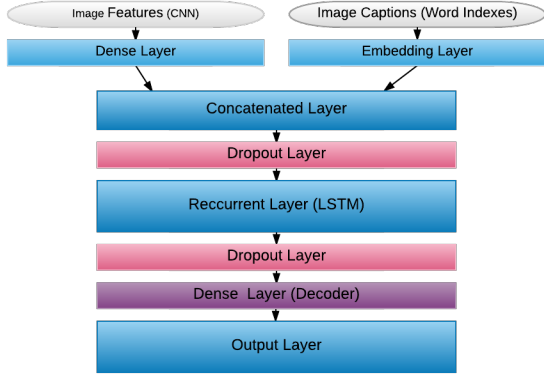 Image Features (CNN)
Image Captions (Word Indexes)
Dense Layer
Embedding Layer
Concatenated Layer
Dropout Layer
Reccurrent Layer (LSTM)
Dropout Layer
Dense Layer (Decoder)
Output Layer